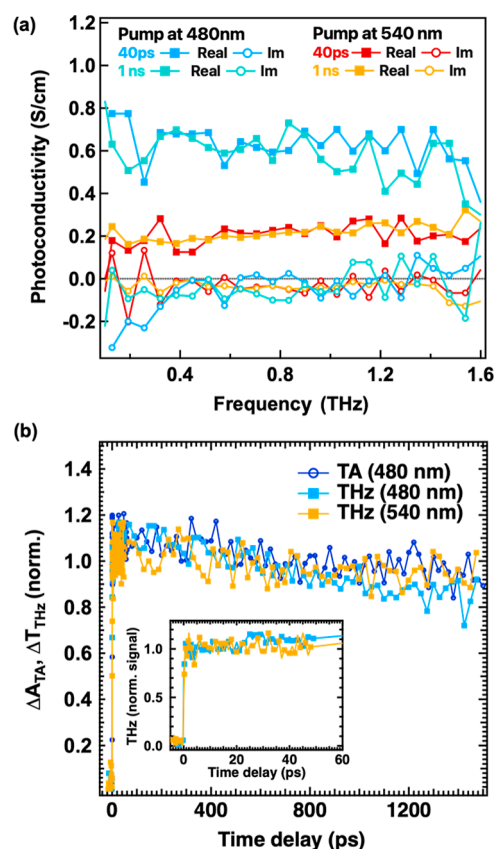 (a)
Pump at 480nm Pump at 540 nm
40ps Real Im 40ps Real Im
1 ns Real Im 1ns Real Im
1.2
1.0
0.8
0.6
0.4
0.2
0.0
-0.2
Photoconductivity (S/cm)
0.4 0.8 1.2 1.6
Frequency (THz)
(b)
TA (480 nm)
THz (480 nm)
THz (540 nm)
1.4
1.2
1.0
0.8
0.6
0.4
0.2
ΔA_TA, ΔT_THz (norm.)
1.0
0.5
0.0
THz (norm. signal)
0 20 40 60
Time delay (ps)
0 400 800 1200
Time delay (ps)